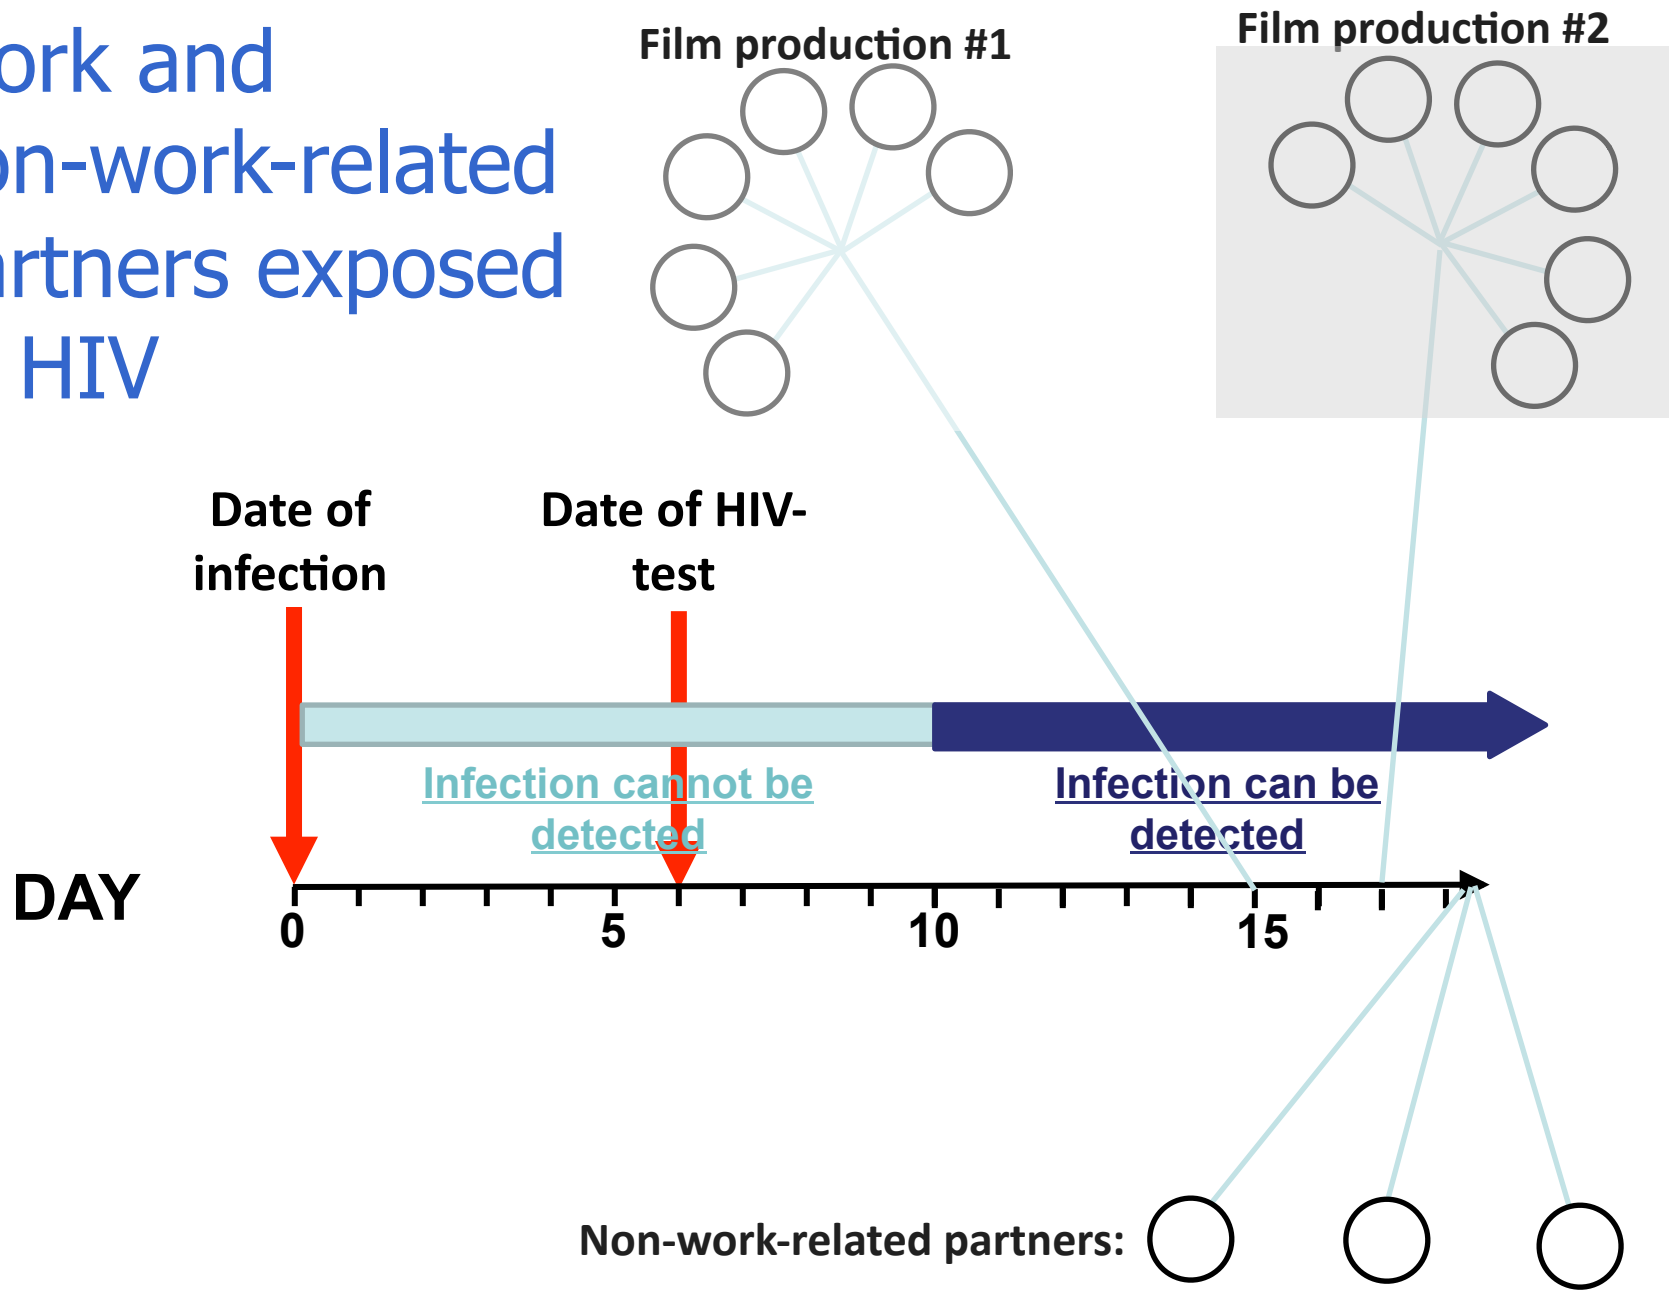 ork and
on-work-related
artners exposed
HIV
Film production #1
Film production #2
Date of
infection
Date of HIV-
test
Infection cannot be
detected
Infection can be
detected
DAY
0
5
10
15
Non-work-related partners: